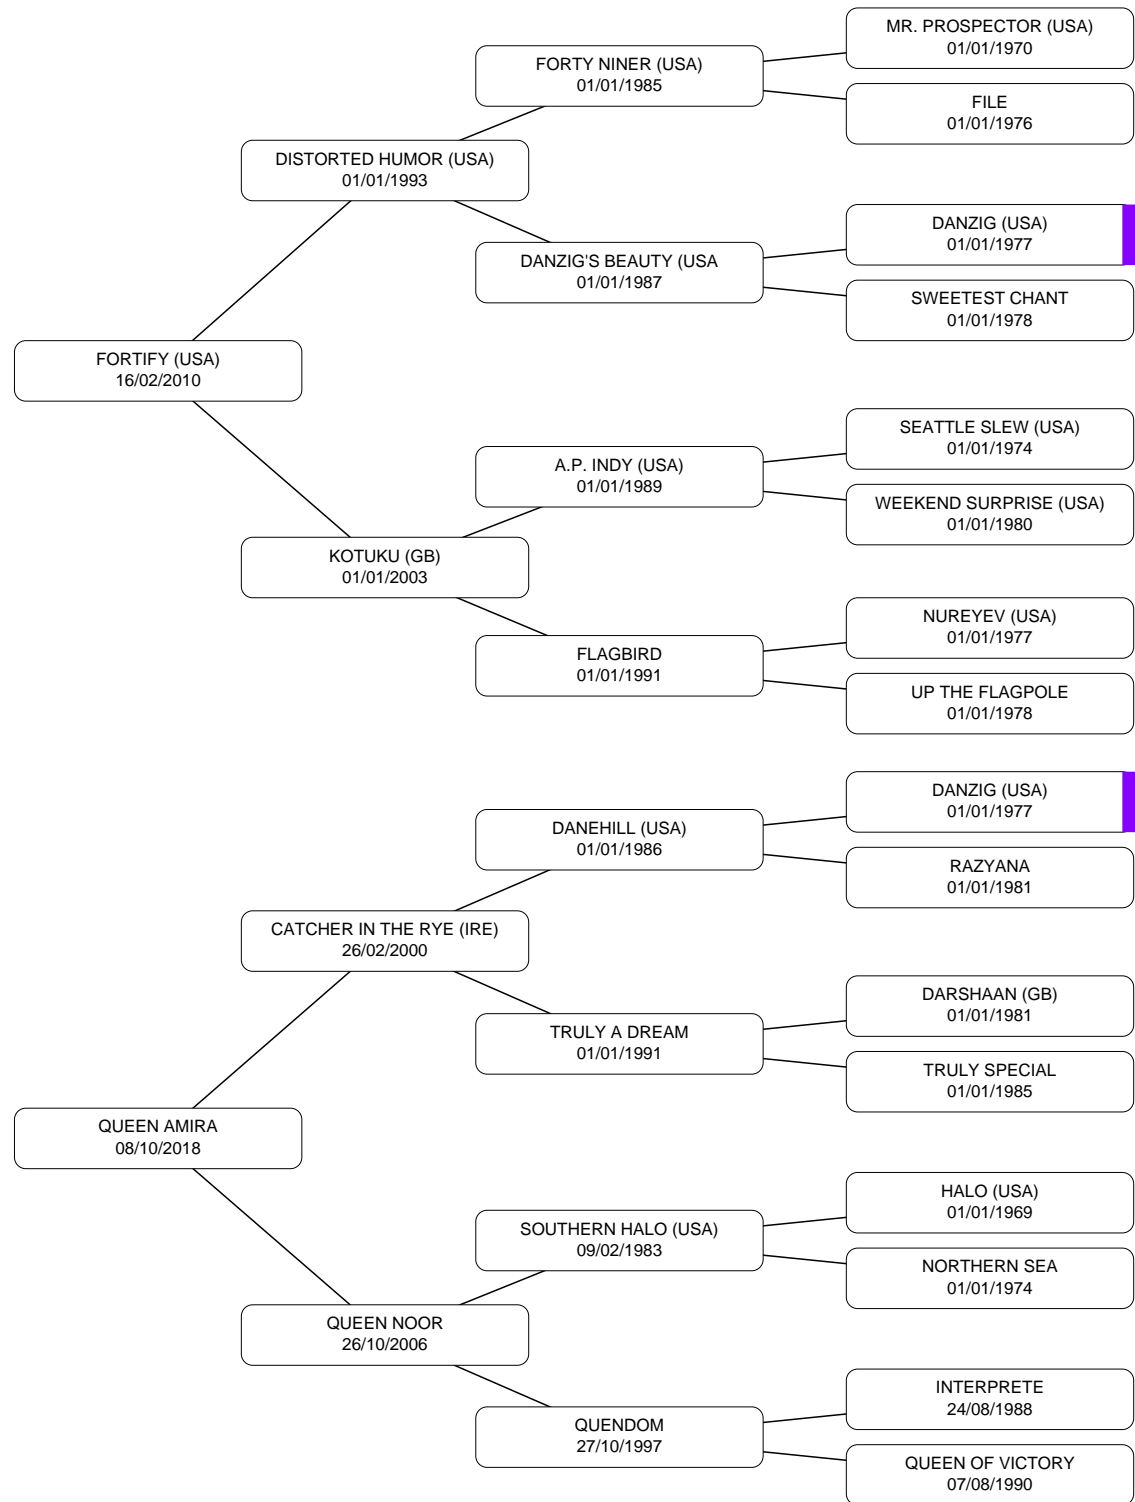 MR. PROSPECTOR (USA)
01/01/1970
FORTY NINER (USA)
01/01/1985
FILE
01/01/1976
DISTORTED HUMOR (USA)
01/01/1993
DANZIG (USA)
01/01/1977
DANZIG'S BEAUTY (USA
01/01/1987
SWEETEST CHANT
01/01/1978
FORTIFY (USA)
16/02/2010
SEATTLE SLEW (USA)
01/01/1974
A.P. INDY (USA)
01/01/1989
WEEKEND SURPRISE (USA)
01/01/1980
KOTUKU (GB)
01/01/2003
NUREYEV (USA)
01/01/1977
FLAGBIRD
01/01/1991
UP THE FLAGPOLE
01/01/1978
DANZIG (USA)
01/01/1977
DANEHILL (USA)
01/01/1986
RAZYANA
01/01/1981
CATCHER IN THE RYE (IRE)
26/02/2000
DARSHAAN (GB)
01/01/1981
TRULY A DREAM
01/01/1991
TRULY SPECIAL
01/01/1985
QUEEN AMIRA
08/10/2018
HALO (USA)
01/01/1969
SOUTHERN HALO (USA)
09/02/1983
NORTHERN SEA
01/01/1974
QUEEN NOOR
26/10/2006
INTERPRETE
24/08/1988
QUENDOM
27/10/1997
QUEEN OF VICTORY
07/08/1990